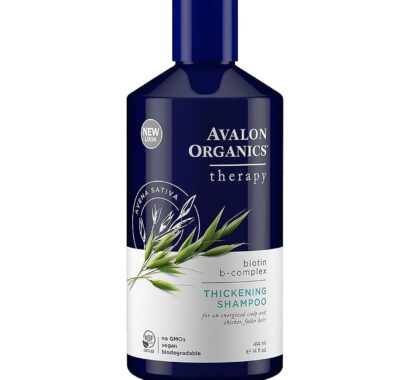 NEW
LOOK
AVALON
ORGANICS®
therapy
AVENA SATIVA
biotin
b-complex
THICKENING
SHAMPOO
for an energized scalp and
thicker, fuller hair
NSF
no GMOs
vegan
biodegradable
414 ml
℮ 14 fl oz